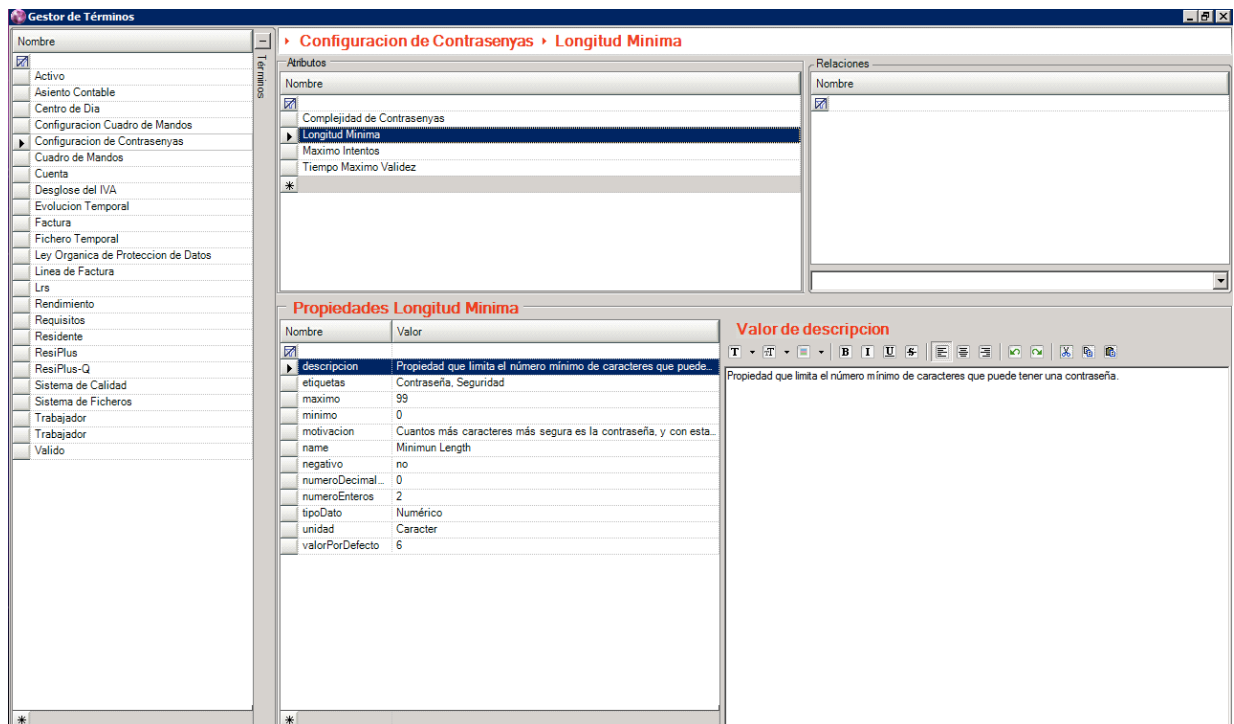 Gestor de Términos
Nombre
Términos
Activo
Asiento Contable
Centro de Dia
Configuracion Cuadro de Mandos
Configuracion de Contrasenyas
Cuadro de Mandos
Cuenta
Desglose del IVA
Evolucion Temporal
Factura
Fichero Temporal
Ley Organica de Proteccion de Datos
Linea de Factura
Lrs
Rendimiento
Requisitos
Residente
ResiPlus
ResiPlus-Q
Sistema de Calidad
Sistema de Ficheros
Trabajador
Trabajador
Valido
Configuracion de Contrasenyas Longitud Minima
Atributos
Nombre
Complejidad de Contrasenyas
Longitud Minima
Maximo Intentos
Tiempo Maximo Validez
Relaciones
Nombre
Propiedades Longitud Minima
Nombre Valor
descripcion Propiedad que limita el número mínimo de caracteres que puede...
etiquetas Contraseña, Seguridad
maximo 99
minimo 0
motivacion Cuantos más caracteres más segura es la contraseña, y con esta...
name Minimun Length
negativo no
numeroDecimal... 0
numeroEnteros 2
tipoDato Numérico
unidad Caracter
valorPorDefecto 6
Valor de descripcion
T T B I U S
Propiedad que limita el número mínimo de caracteres que puede tener una contraseña.